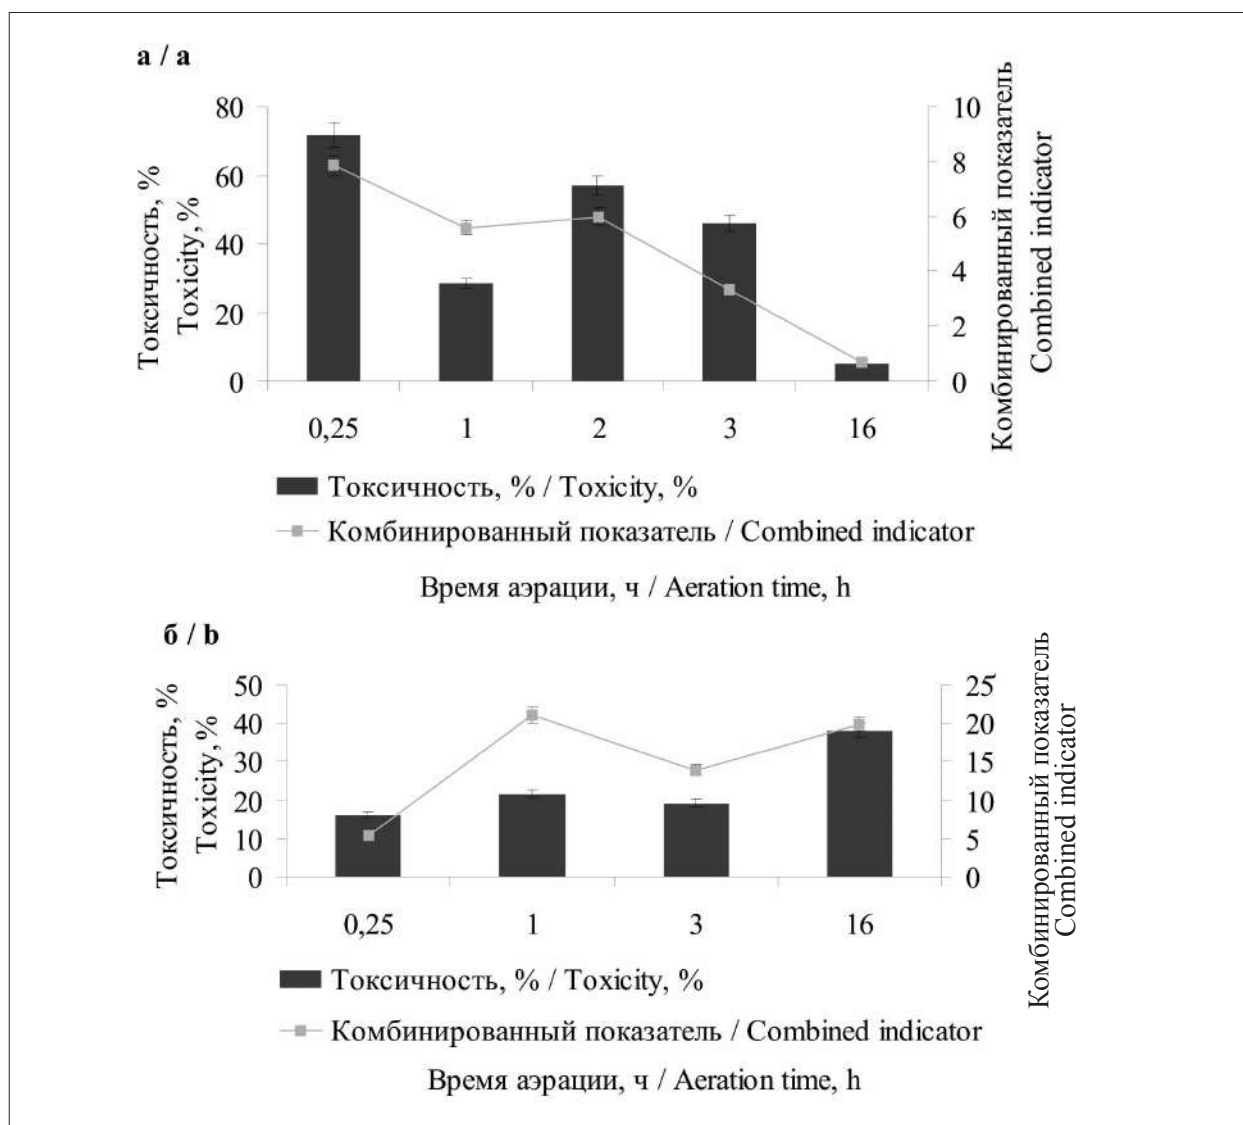 а / a
Токсичность, %
Toxicity, %
80
60
40
20
0
10
8
6
4
2
0
Комбинированный показатель
Combined indicator
0,25 1 2 3 16
Токсичность, % / Toxicity, %
Комбинированный показатель / Combined indicator
Время аэрации, ч / Aeration time, h
б / b
Токсичность, %
Toxicity, %
50
40
30
20
10
0
25
20
15
10
5
0
Комбинированный показатель
Combined indicator
0,25 1 3 16
Токсичность, % / Toxicity, %
Комбинированный показатель / Combined indicator
Время аэрации, ч / Aeration time, h